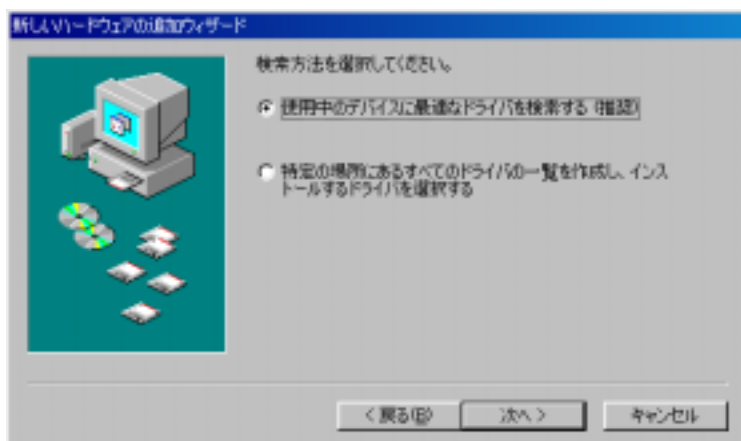 新しいハードウェアの追加ウィザード
検索方法を選択してください。
使用中のデバイスに最適なドライバを検索する (推奨)
特定の場所にあるすべてのドライバの一覧を作成し、インス
トールするドライバを選択する
< 戻る(B)
次へ >
キャンセル